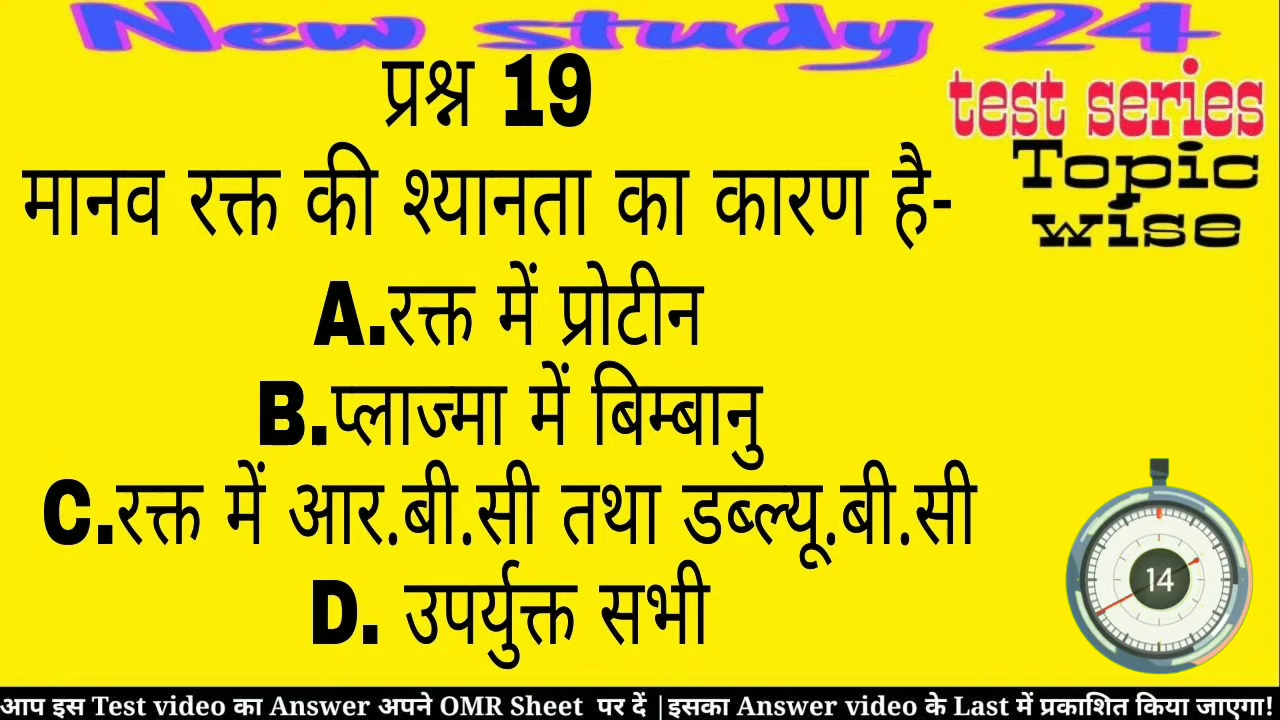 New study 24
test series
Topic
wise
प्रश्न 19
मानव रक्त की श्यानता का कारण है-
A.रक्त में प्रोटीन
B.प्लाज्मा में बिम्बानु
C.रक्त में आर.बी.सी तथा डब्ल्यू.बी.सी
D. उपर्युक्त सभी
14
आप इस Test video का Answer अपने OMR Sheet पर दें |इसका Answer video के Last में प्रकाशित किया जाएगा!